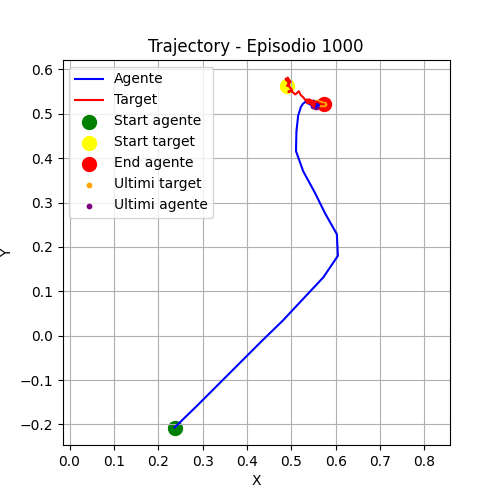 Trajectory - Episodio 1000
Agente
Target
Start agente
Start target
End agente
Ultimi target
Ultimi agente
0.6
0.5
0.4
0.3
0.2
0.1
0.0
−0.1
−0.2
Y
0.0 0.1 0.2 0.3 0.4 0.5 0.6 0.7 0.8
X